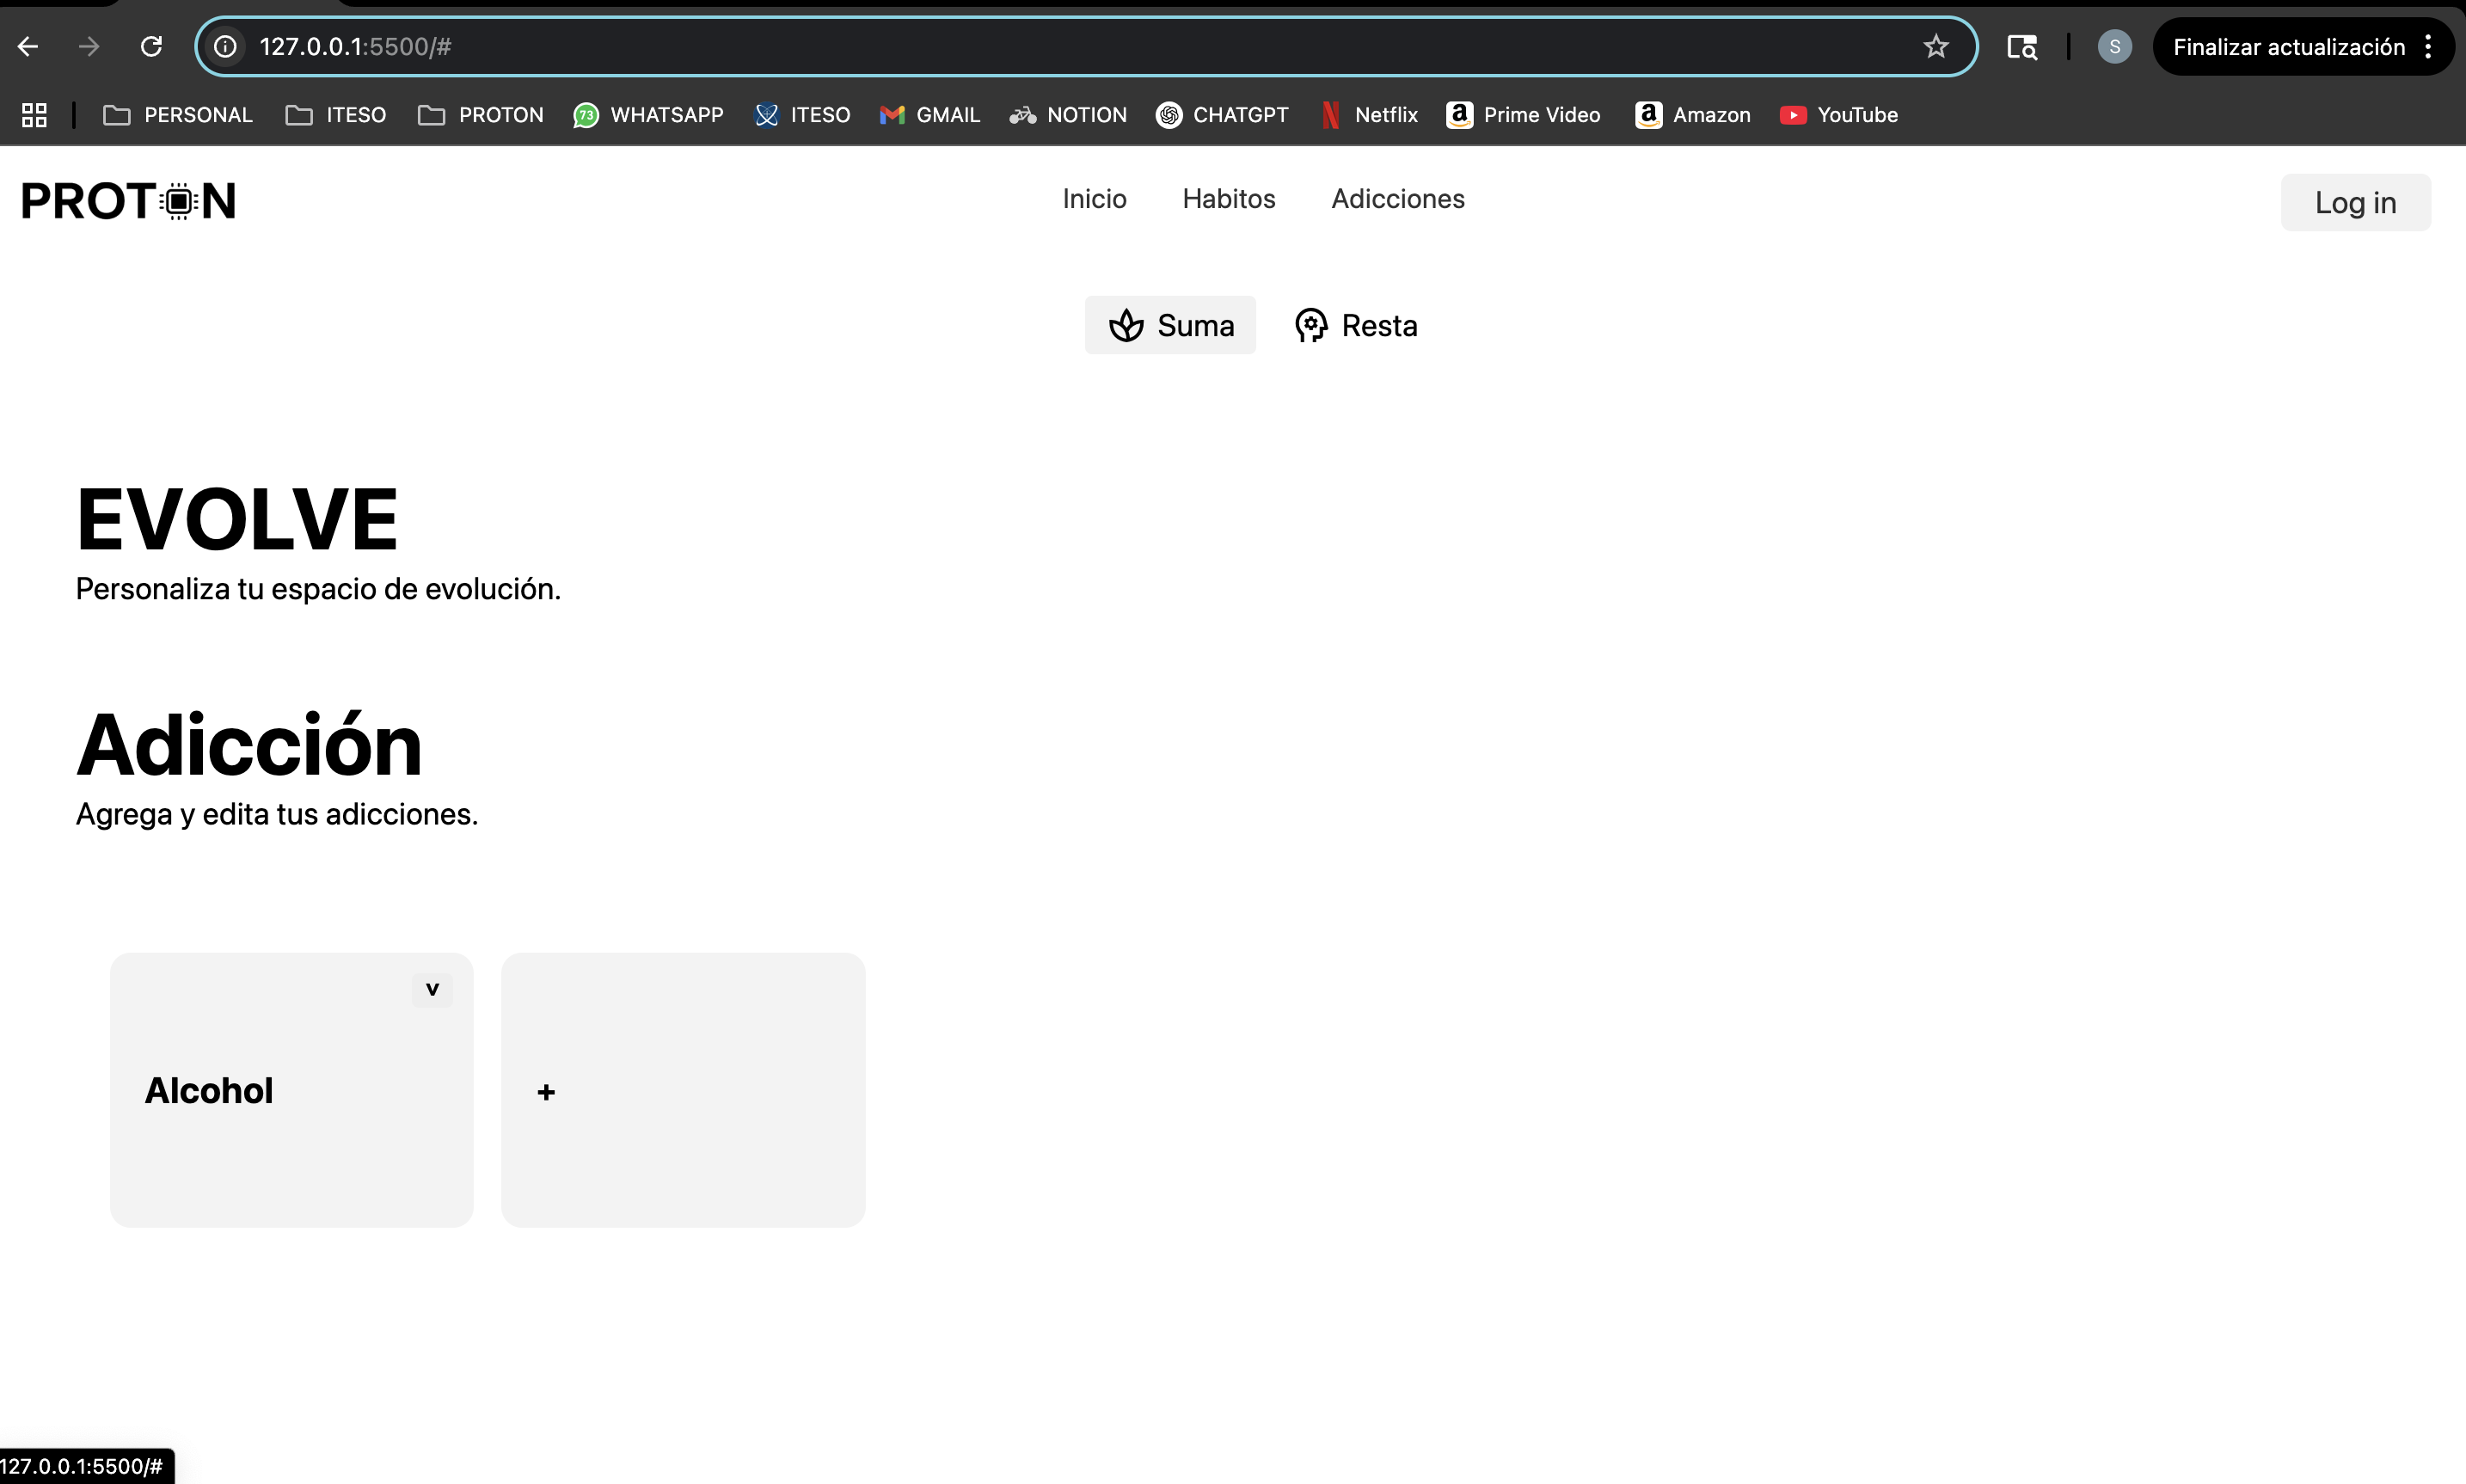 127.0.0.1:5500/#
S
Finalizar actualización
PERSONAL
ITESO
PROTON
73
WHATSAPP
ITESO
GMAIL
NOTION
CHATGPT
Netflix
Prime Video
Amazon
YouTube
PROTON
Inicio
Habitos
Adicciones
Log in
Suma
Resta
EVOLVE
Personaliza tu espacio de evolución.
Adicción
Agrega y edita tus adicciones.
v
Alcohol
+
127.0.0.1:5500/#